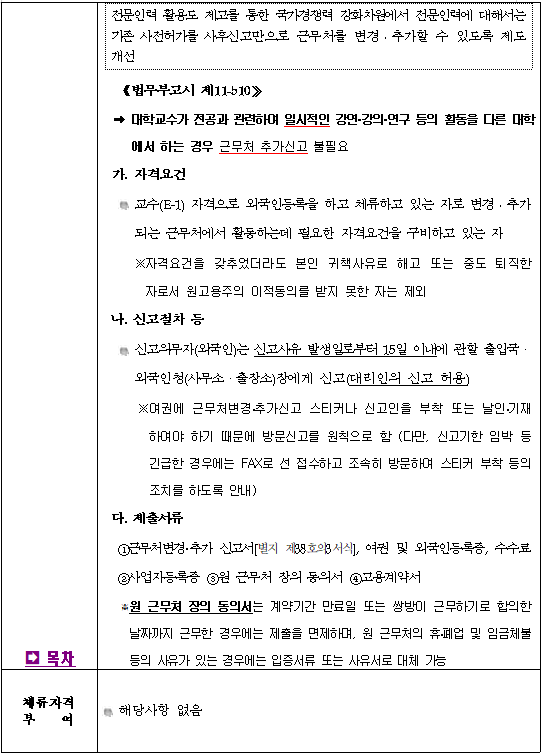 전문인력 활용도 제고를 통한 국가경쟁력 강화차원에서 전문인력에 대해서는
기존 사전허가를 사후신고만으로 근무처를 변경·추가할 수 있도록 제도
개선
《법무부고시 제11-510》
➜ 대학교수가 전공과 관련하여 일시적인 강연·강의·연구 등의 활동을 다른 대학
에서 하는 경우 근무처 추가신고 불필요
가. 자격요건
교수(E-1) 자격으로 외국인등록을 하고 체류하고 있는 자로 변경·추가
되는 근무처에서 활동하는데 필요한 자격요건을 구비하고 있는 자
※자격요건을 갖추었더라도 본인 귀책사유로 해고 또는 중도 퇴직한
자로서 원고용주의 이적동의를 받지 못한 자는 제외
나. 신고절차 등
신고의무자(외국인)는 신고사유 발생일로부터 15일 이내에 관할 출입국·
외국인청(사무소·출장소)장에게 신고(대리인의 신고 허용)
※여권에 근무처변경·추가신고 스티커나 신고인을 부착 또는 날인·기재
하여야 하기 때문에 방문신고를 원칙으로 함 (다만, 신고기한 임박 등
긴급한 경우에는 FAX로 선 접수하고 조속히 방문하여 스티커 부착 등의
조치를 하도록 안내)
다. 제출서류
①근무처변경·추가 신고서[별지 제38호의3 서식], 여권 및 외국인등록증, 수수료
②사업자등록증 ③원 근무처 장의 동의서 ④고용계약서
원 근무처 장의 동의서는 계약기간 만료일 또는 쌍방이 근무하기로 합의한
날짜까지 근무한 경우에는 제출을 면제하며, 원 근무처의 휴·폐업 및 임금체불
등의 사유가 있는 경우에는 입증서류 또는 사유서로 대체 가능
목차
체류자격
부 여
해당사항 없음